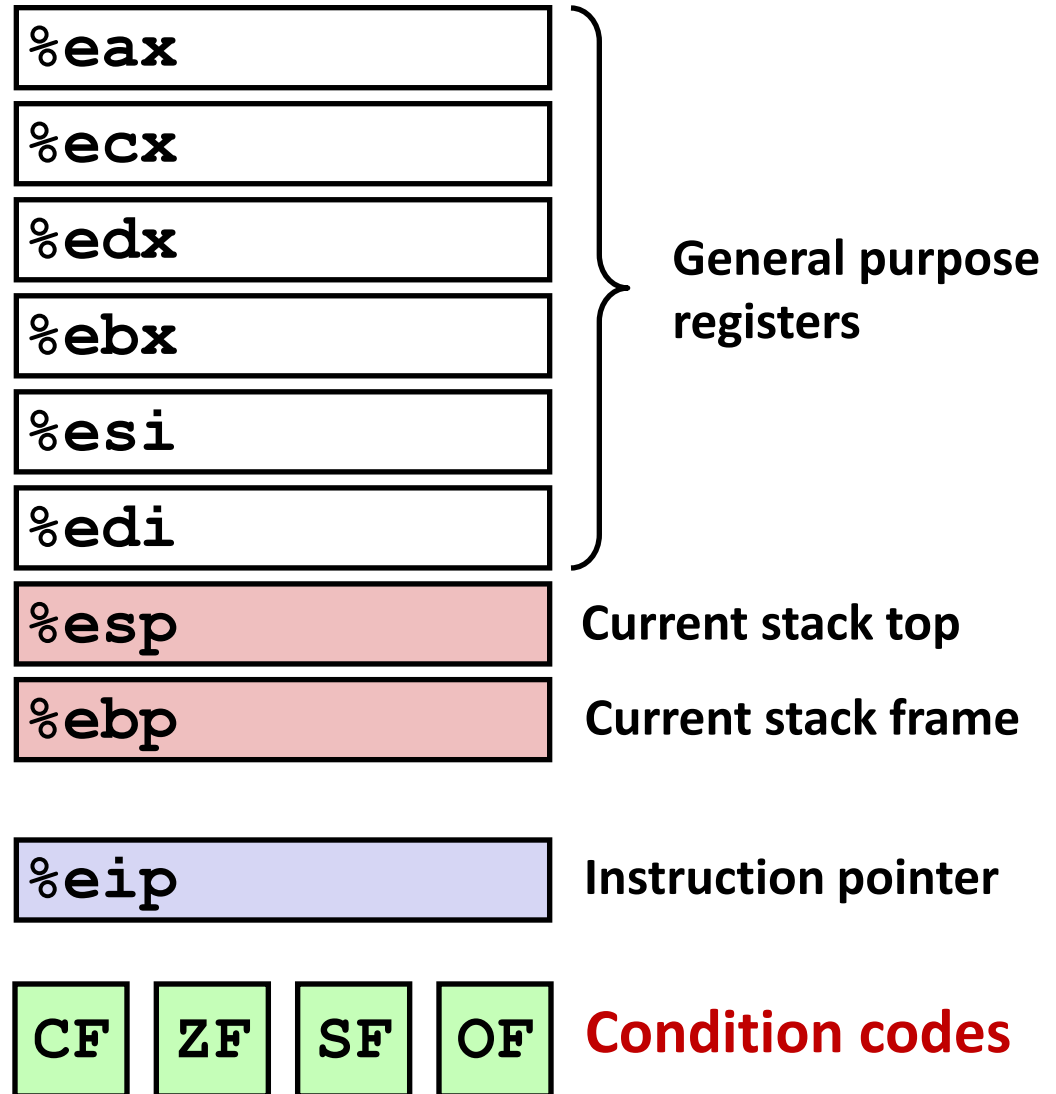 %eax
%ecx
%edx
General purpose
registers
%ebx
%esi
%edi
%esp Current stack top
%ebp Current stack frame
%eip Instruction pointer
CF ZF SF OF Condition codes